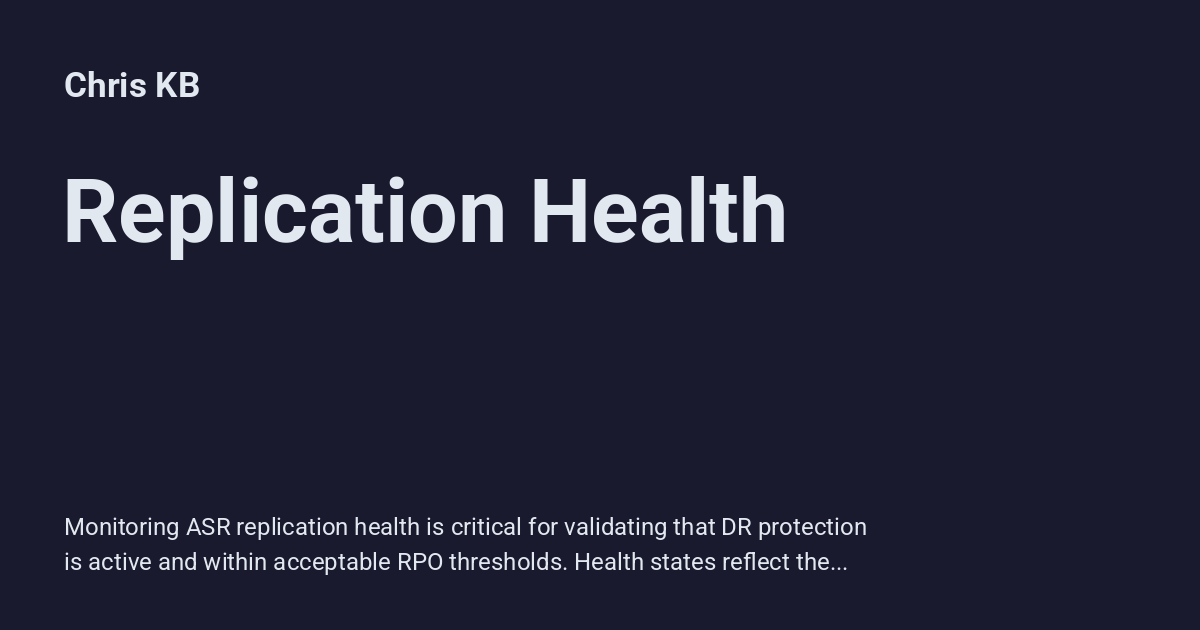 Chris KB
Replication Health
Monitoring ASR replication health is critical for validating that DR protection
is active and within acceptable RPO thresholds. Health states reflect the...